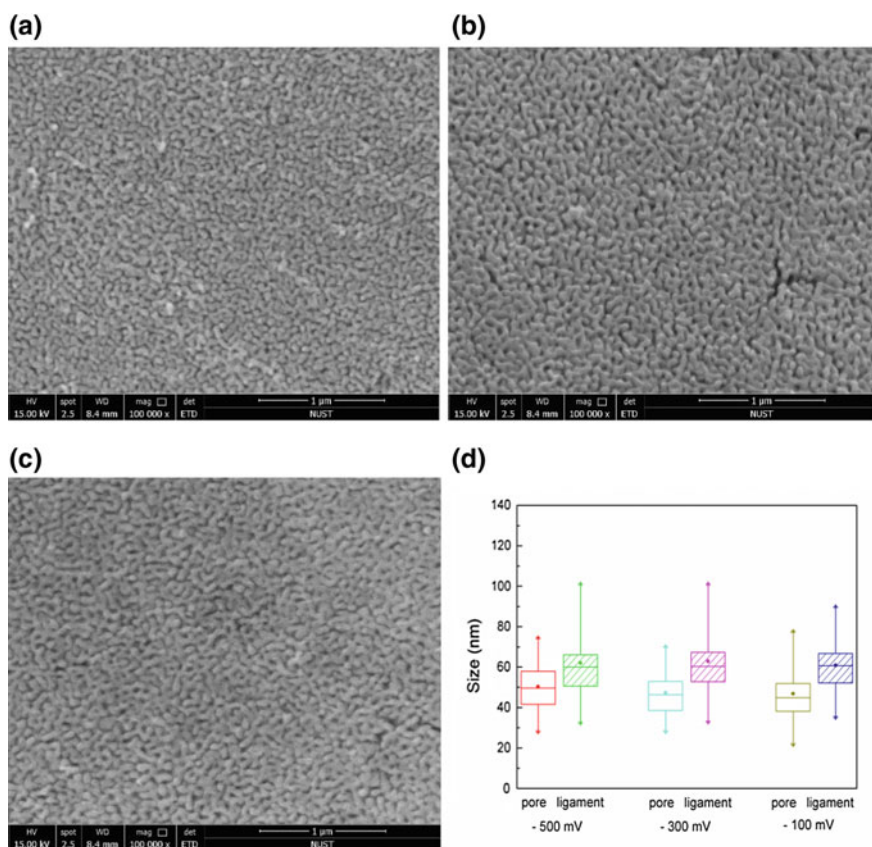 (a)
HV spot WD mag det 1 µm
15.00 kV 2.5 8.4 mm 100 000 x ETD NUST
(b)
HV spot WD mag det 1 µm
15.00 kV 2.5 8.4 mm 100 000 x ETD NUST
(c)
HV spot WD mag det 1 µm
15.00 kV 2.5 8.4 mm 100 000 x ETD NUST
(d)
140
120
100
80
60
40
20
0
Size (nm)
pore ligament pore ligament pore ligament
- 500 mV - 300 mV - 100 mV